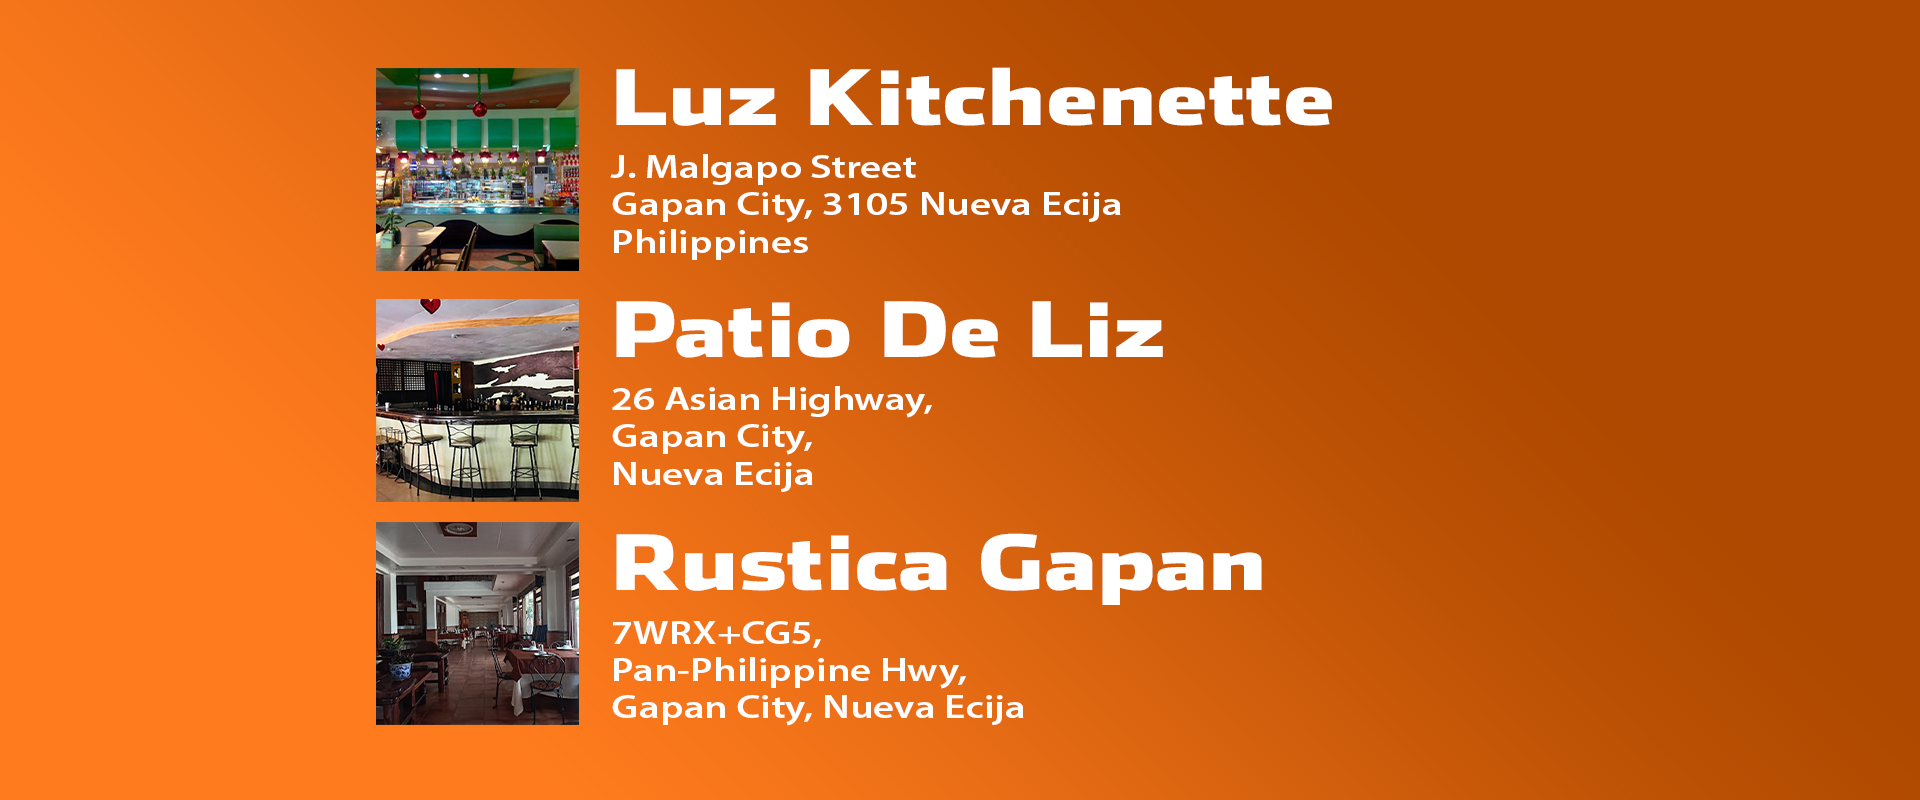 Luz Kitchenette
J. Malgapo Street
Gapan City, 3105 Nueva Ecija
Philippines
Patio De Liz
26 Asian Highway,
Gapan City,
Nueva Ecija
Rustica Gapan
7WRX+CG5,
Pan-Philippine Hwy,
Gapan City, Nueva Ecija